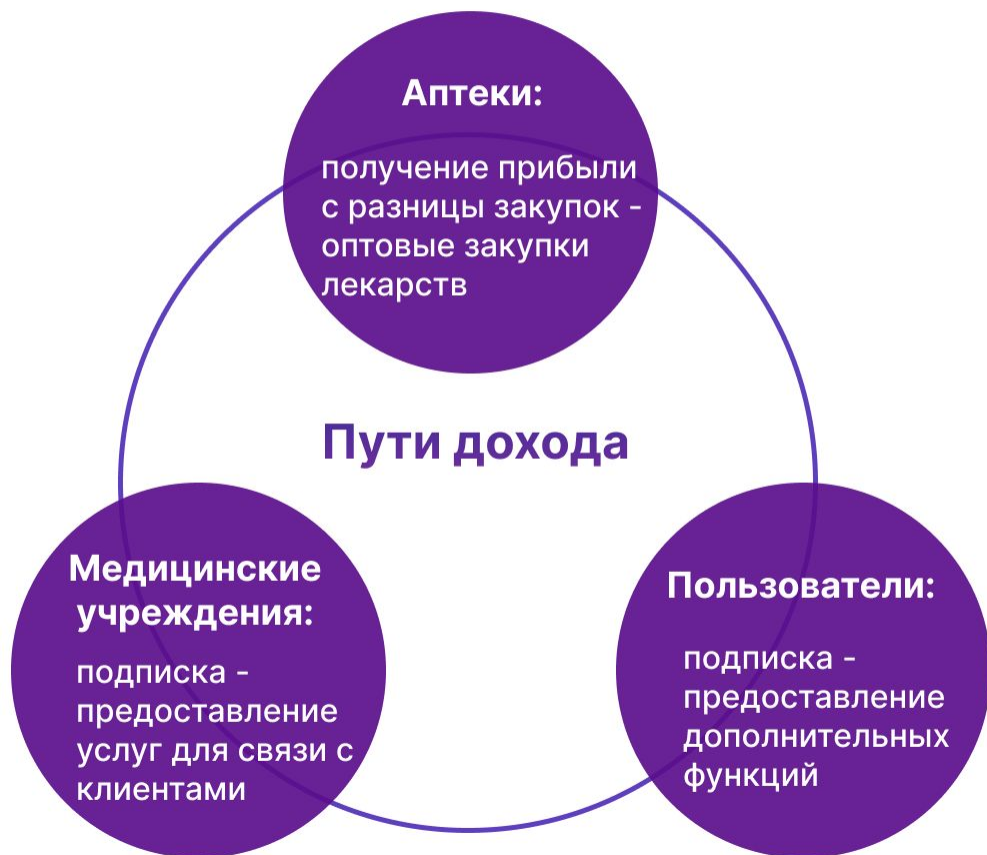 Аптеки:
получение прибыли
с разницы закупок -
оптовые закупки
лекарств
Пути дохода
Медицинские
учреждения:
подписка -
предоставление
услуг для связи с
клиентами
Пользователи:
подписка -
предоставление
дополнительных
функций